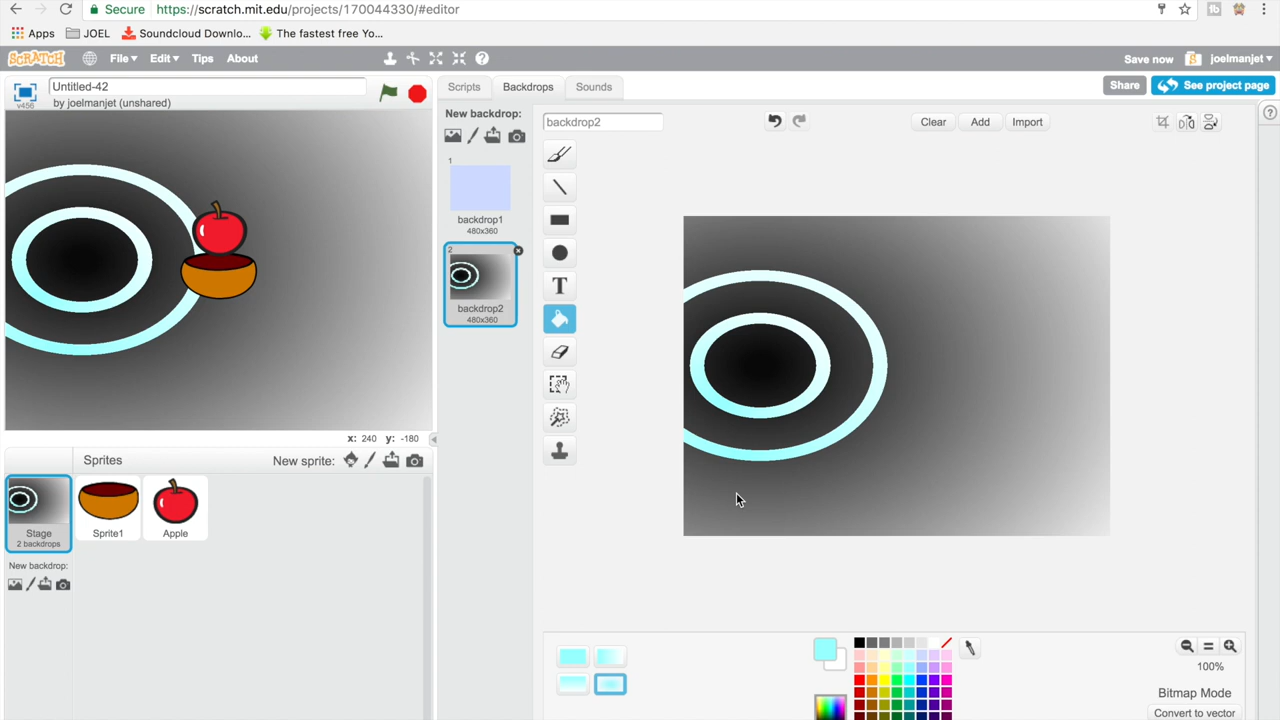 Secure https://scratch.mit.edu/projects/170044330/#editor
Apps JOEL Soundcloud Downlo... The fastest free Yo...
SCRATCH File Edit Tips About Save now joelmanjet
Untitled-42
by joelmanjet (unshared)
v456
Scripts Backdrops Sounds
Share See project page
New backdrop:
backdrop2
Clear Add Import
1
backdrop1
480x360
2
backdrop2
480x360
T
x: 240 y: -180
Sprites New sprite:
Stage
2 backdrops
Sprite1
Apple
New backdrop:
100%
Bitmap Mode
Convert to vector